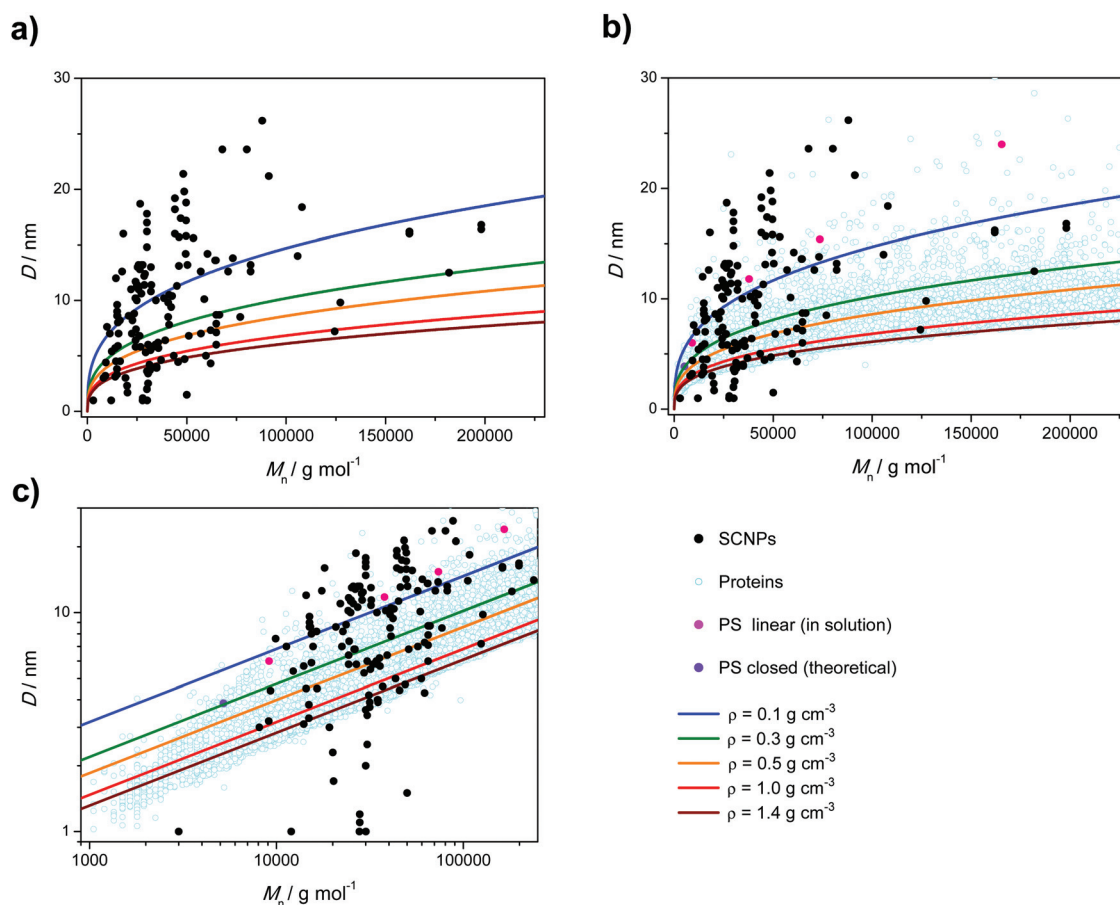 a)
30
20
10
0
D / nm
0
50000
100000
150000
200000
Mn / g mol⁻¹
b)
30
20
10
0
D / nm
0
50000
100000
150000
200000
Mn / g mol⁻¹
c)
10
1
D / nm
1000
10000
100000
Mn / g mol⁻¹
SCNPs
Proteins
PS linear (in solution)
PS closed (theoretical)
ρ = 0.1 g cm⁻³
ρ = 0.3 g cm⁻³
ρ = 0.5 g cm⁻³
ρ = 1.0 g cm⁻³
ρ = 1.4 g cm⁻³